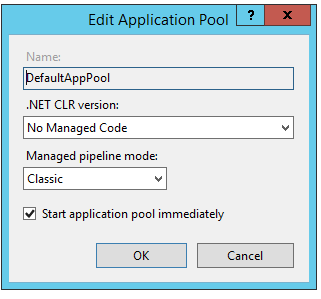 Edit Application Pool
?
x
Name:
DefaultAppPool
.NET CLR version:
No Managed Code
Managed pipeline mode:
Classic
Start application pool immediately
OK
Cancel